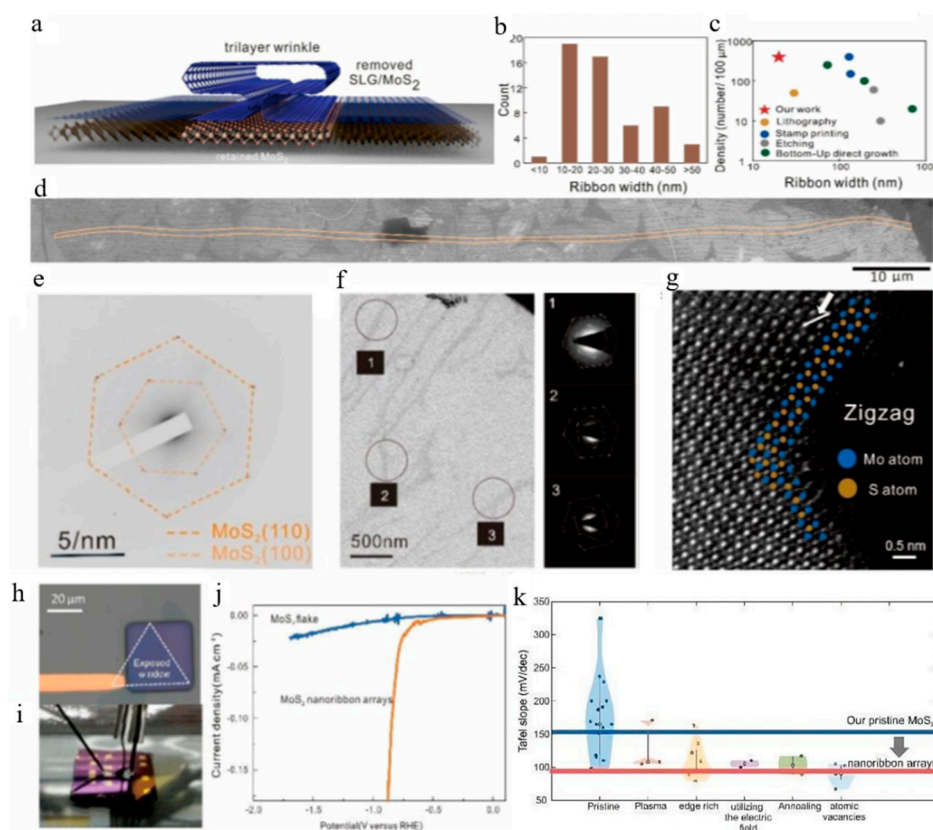 a
trilayer wrinkle
removed
SLG/MoS2
retained MoS2
b
Count
20
15
10
5
0
<10
10-20
20-30
30-40
40-50
>50
Ribbon width (nm)
c
Density (number/ 100 μm)
1000
100
10
1
10
100
1000
Our work
Lithography
Stamp printing
Etching
Bottom-Up direct growth
Ribbon width (nm)
d
10 μm
e
5/nm
MoS2(110)
MoS2(100)
f
1
2
3
500nm
1
2
3
g
Zigzag
Mo atom
S atom
0.5 nm
h
20 μm
Exposed
window
i
j
Current density(mA cm-2)
0.00
-0.05
-0.10
-0.15
MoS2 flake
MoS2 nanoribbon arrays
-2.0
-1.5
-1.0
-0.5
0.0
Potential(V versus RHE)
k
Tafel slope (mV/dec)
350
300
250
200
150
100
50
Our pristine MoS2
nanoribbon arrays
Pristine
Plasma
edge rich
utilizing
the electric
field
Annealing
atomic
vacancies